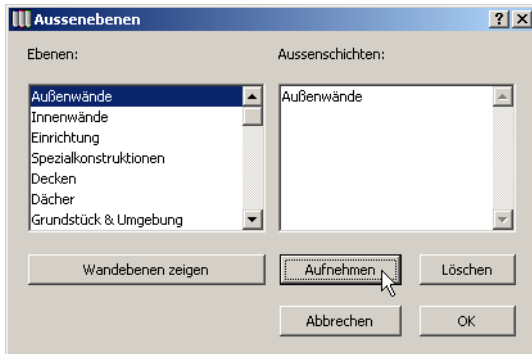 Aussenebenen
Ebenen:
Aussenschichten:
Außenwände
Innenwände
Einrichtung
Spezialkonstruktionen
Decken
Dächer
Grundstück & Umgebung
Außenwände
Wandebenen zeigen
Aufnehmen
Löschen
Abbrechen
OK